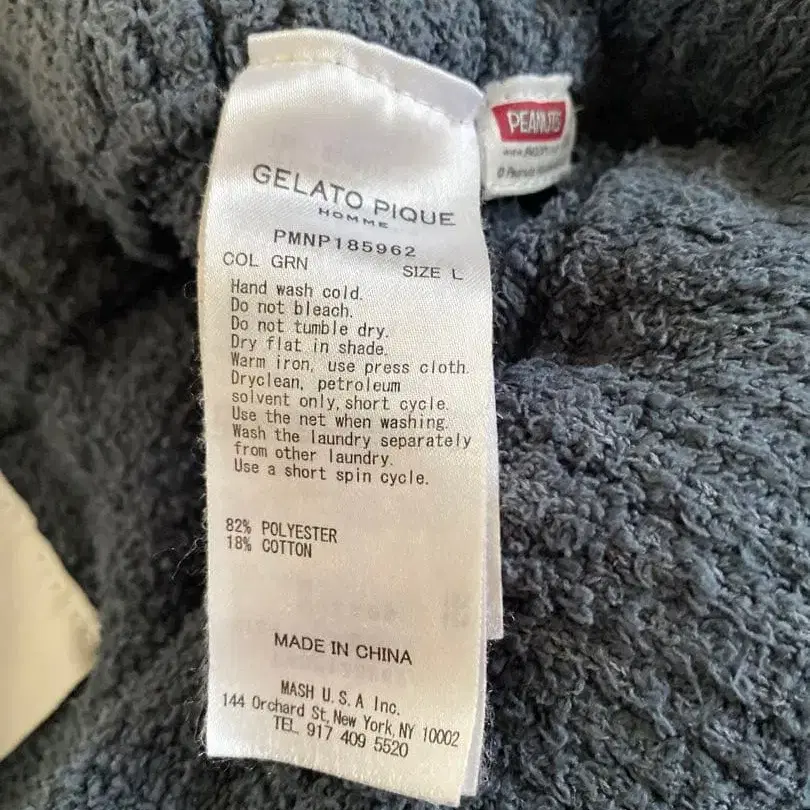 PEANUTS
GELATO PIQUE
HOMME
PMNP185962
COL GRN SIZE L
Hand wash cold.
Do not bleach.
Do not tumble dry.
Dry flat in shade.
Warm iron, use press cloth.
Dryclean, petroleum
solvent only, short cycle.
Use the net when washing.
Wash the laundry separately
from other laundry.
Use a short spin cycle.
82% POLYESTER
18% COTTON
MADE IN CHINA
MASH U.S.A Inc.
144 Orchard St, New York, NY 10002
TEL 917 409 5520